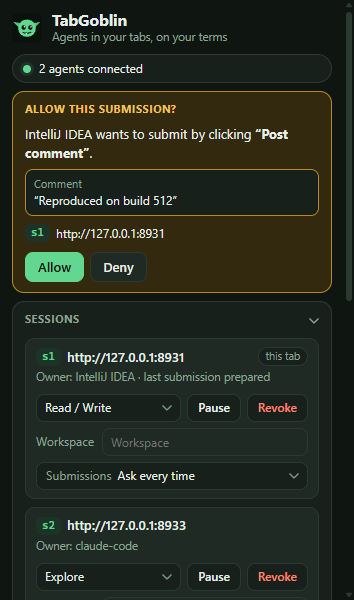 TabGoblin
Agents in your tabs, on your terms
2 agents connected
ALLOW THIS SUBMISSION?
IntelliJ IDEA wants to submit by clicking “Post
comment”.
Comment
“Reproduced on build 512”
s1 http://127.0.0.1:8931
Allow Deny
SESSIONS
s1 http://127.0.0.1:8931 this tab
Owner: IntelliJ IDEA · last submission prepared
Read / Write Pause Revoke
Workspace Workspace
Submissions Ask every time
s2 http://127.0.0.1:8933
Owner: claude-code
Explore Pause Revoke